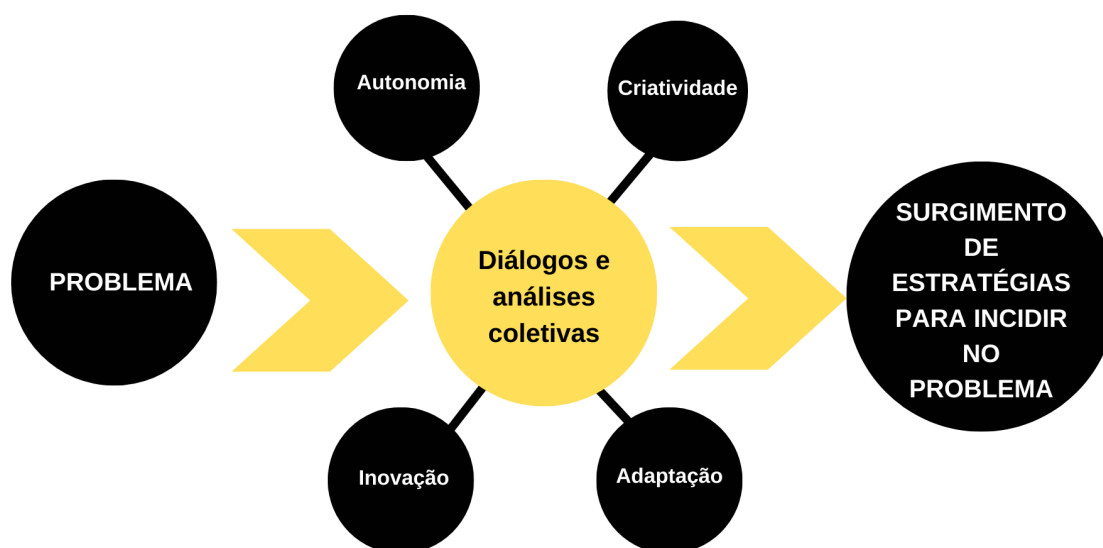 Autonomia
Criatividade
PROBLEMA
Diálogos e
análises
coletivas
SURGIMENTO
DE
ESTRATÉGIAS
PARA INCIDIR
NO
PROBLEMA
Inovação
Adaptação